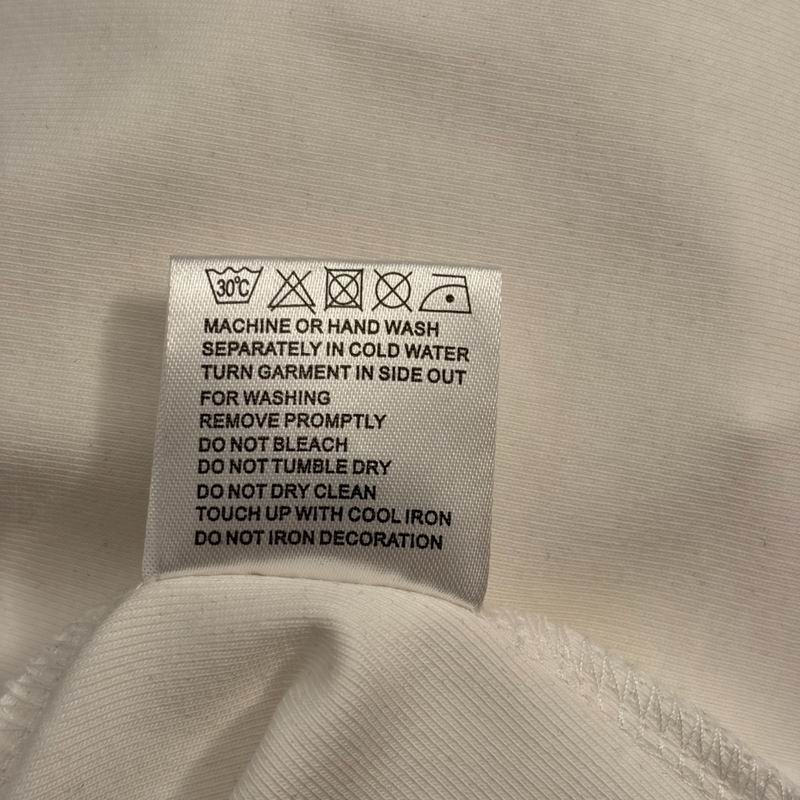 30°C
MACHINE OR HAND WASH
SEPARATELY IN COLD WATER
TURN GARMENT IN SIDE OUT
FOR WASHING
REMOVE PROMPTLY
DO NOT BLEACH
DO NOT TUMBLE DRY
DO NOT DRY CLEAN
TOUCH UP WITH COOL IRON
DO NOT IRON DECORATION